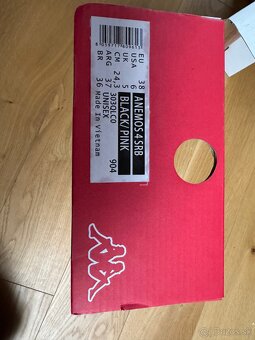 EU 38 ANEMOS 4 SRB
USA 6
UK 5 BLACK/PINK
CM 24,3 303QLC0 904
ARG 37 UNISEX
BR 36 Made in Vietnam